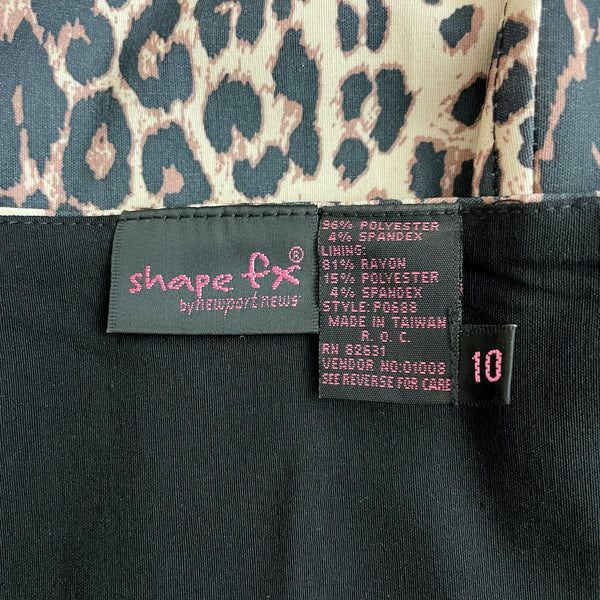 shape fx®
by newport news
96% POLYESTER
4% SPANDEX
LINING:
81% RAYON
15% POLYESTER
4% SPANDEX
STYLE: F0688
MADE IN TAIWAN
R. O. C.
RN 82631
VENDOR NO:01008
SEE REVERSE FOR CARE
10